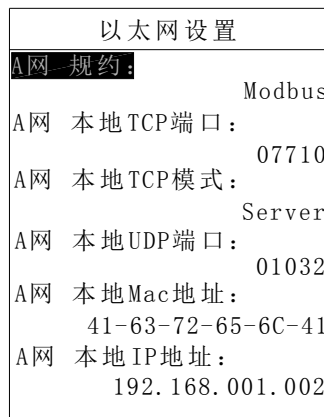 以太网设置
A网 规约：
Modbus
A网 本地TCP端口：
07710
A网 本地TCP模式：
Server
A网 本地UDP端口：
01032
A网 本地Mac地址：
41-63-72-65-6C-41
A网 本地IP地址：
192.168.001.002